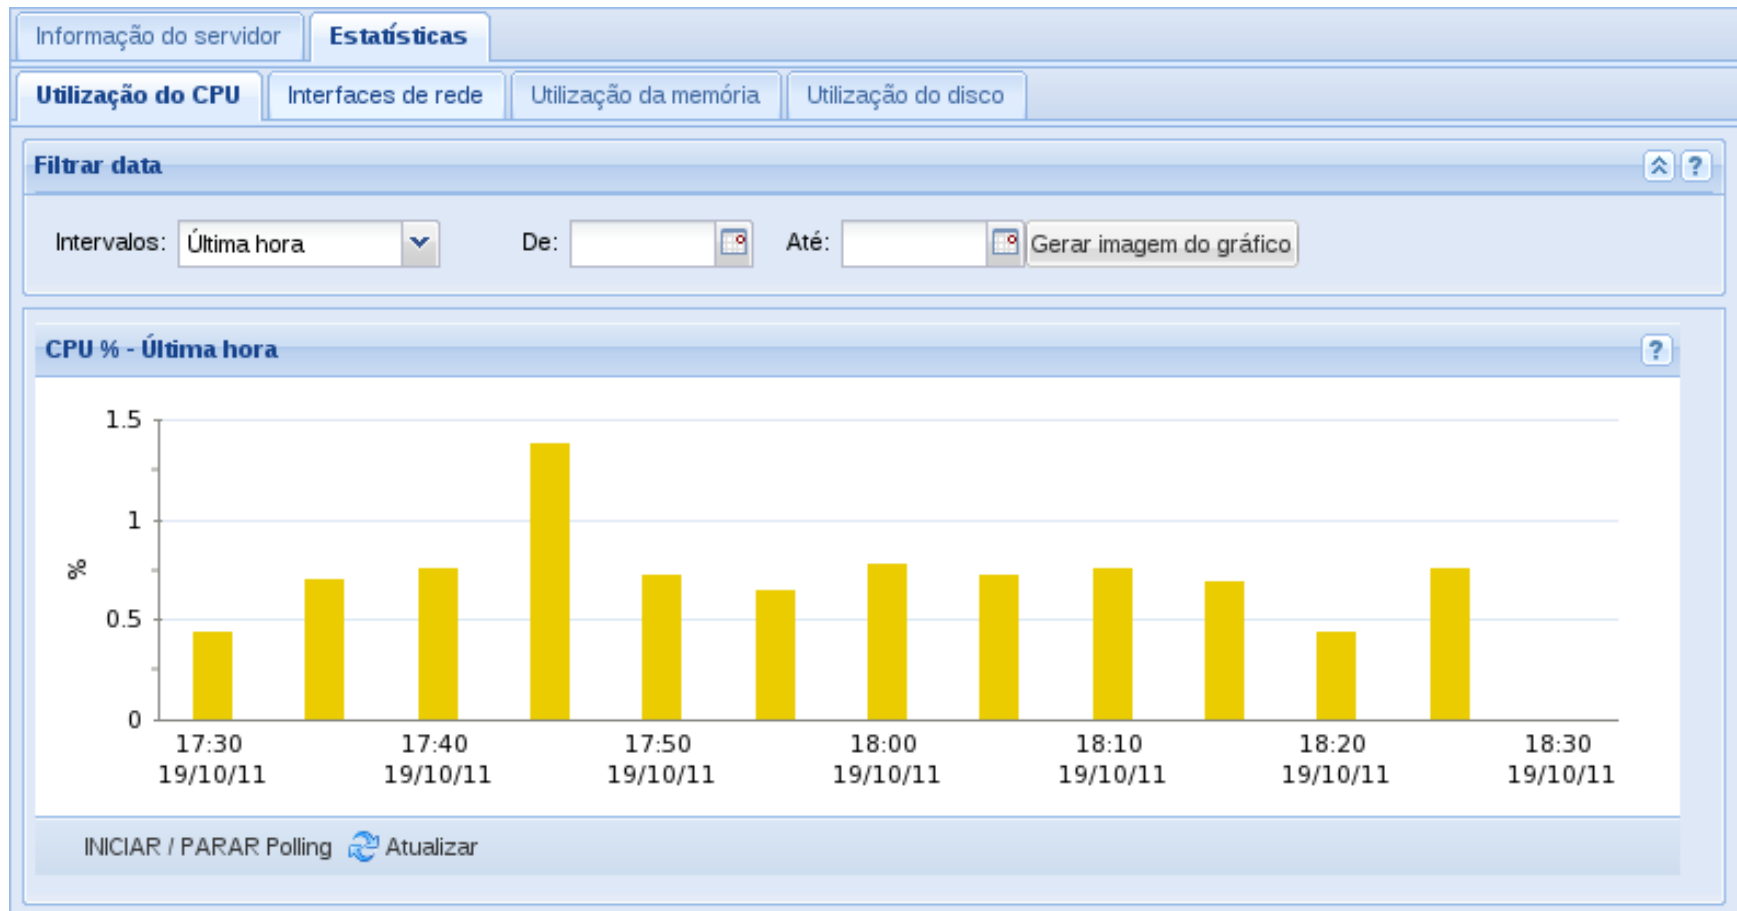 Informação do servidor Estatísticas
Utilização do CPU Interfaces de rede Utilização da memória Utilização do disco
Filtrar data ?
Intervalos: Última hora De: Até: Gerar imagem do gráfico
CPU % - Última hora ?
1.5
1
%
0.5
0
17:30 17:40 17:50 18:00 18:10 18:20 18:30
19/10/11 19/10/11 19/10/11 19/10/11 19/10/11 19/10/11 19/10/11
INICIAR / PARAR Polling Atualizar